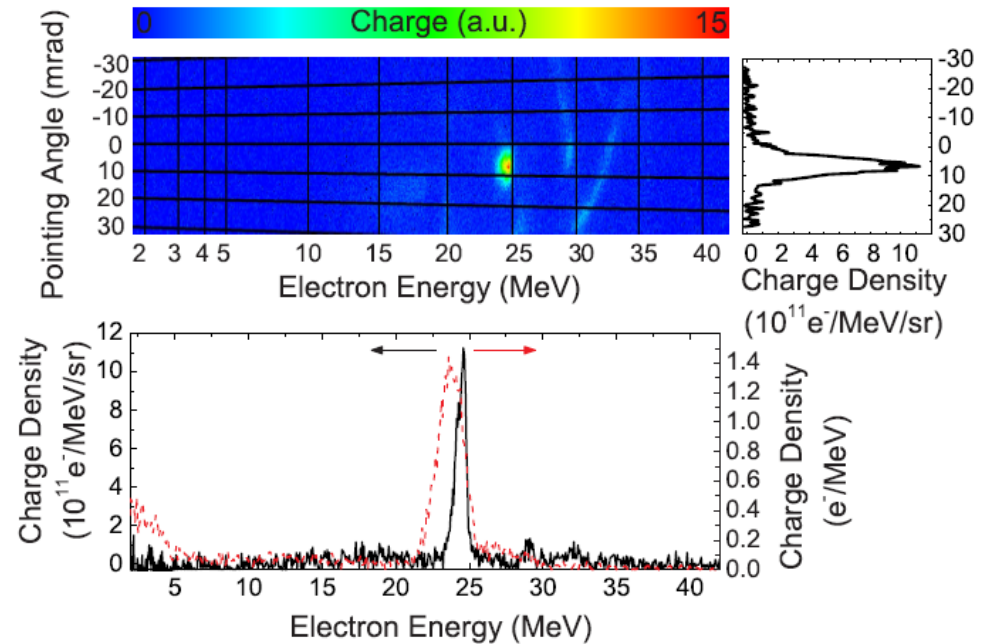 0 Charge (a.u.) 15
Pointing Angle (mrad)
-30
-20
-10
0
10
20
30
2 3 4 5 10 15 20 25 30 35 40
Electron Energy (MeV)
-30
-20
-10
0
10
20
30
0 2 4 6 8 10
Charge Density
(10¹¹e⁻/MeV/sr)
Charge Density
(10¹¹e⁻/MeV/sr)
12
10
8
6
4
2
0
1.4
1.2
1.0
0.8
0.6
0.4
0.2
0.0
Charge Density
(e⁻/MeV)
5 10 15 20 25 30 35 40
Electron Energy (MeV)